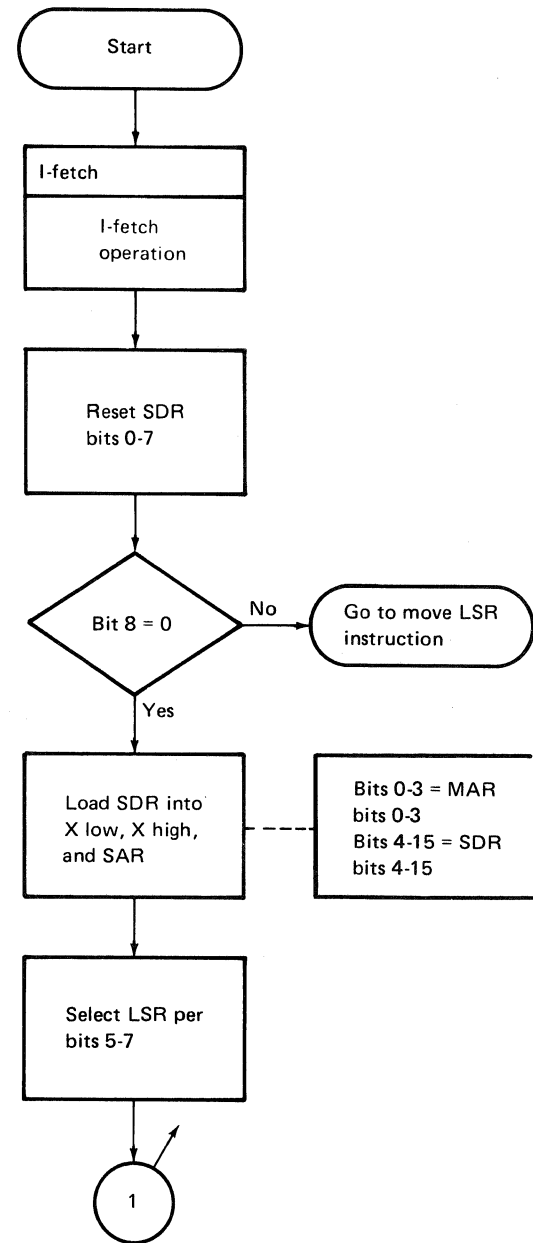 Start
I-fetch
I-fetch
operation
Reset SDR
bits 0-7
Bit 8 = 0
No
Go to move LSR
instruction
Yes
Load SDR into
X low, X high,
and SAR
Bits 0-3 = MAR
bits 0-3
Bits 4-15 = SDR
bits 4-15
Select LSR per
bits 5-7
1